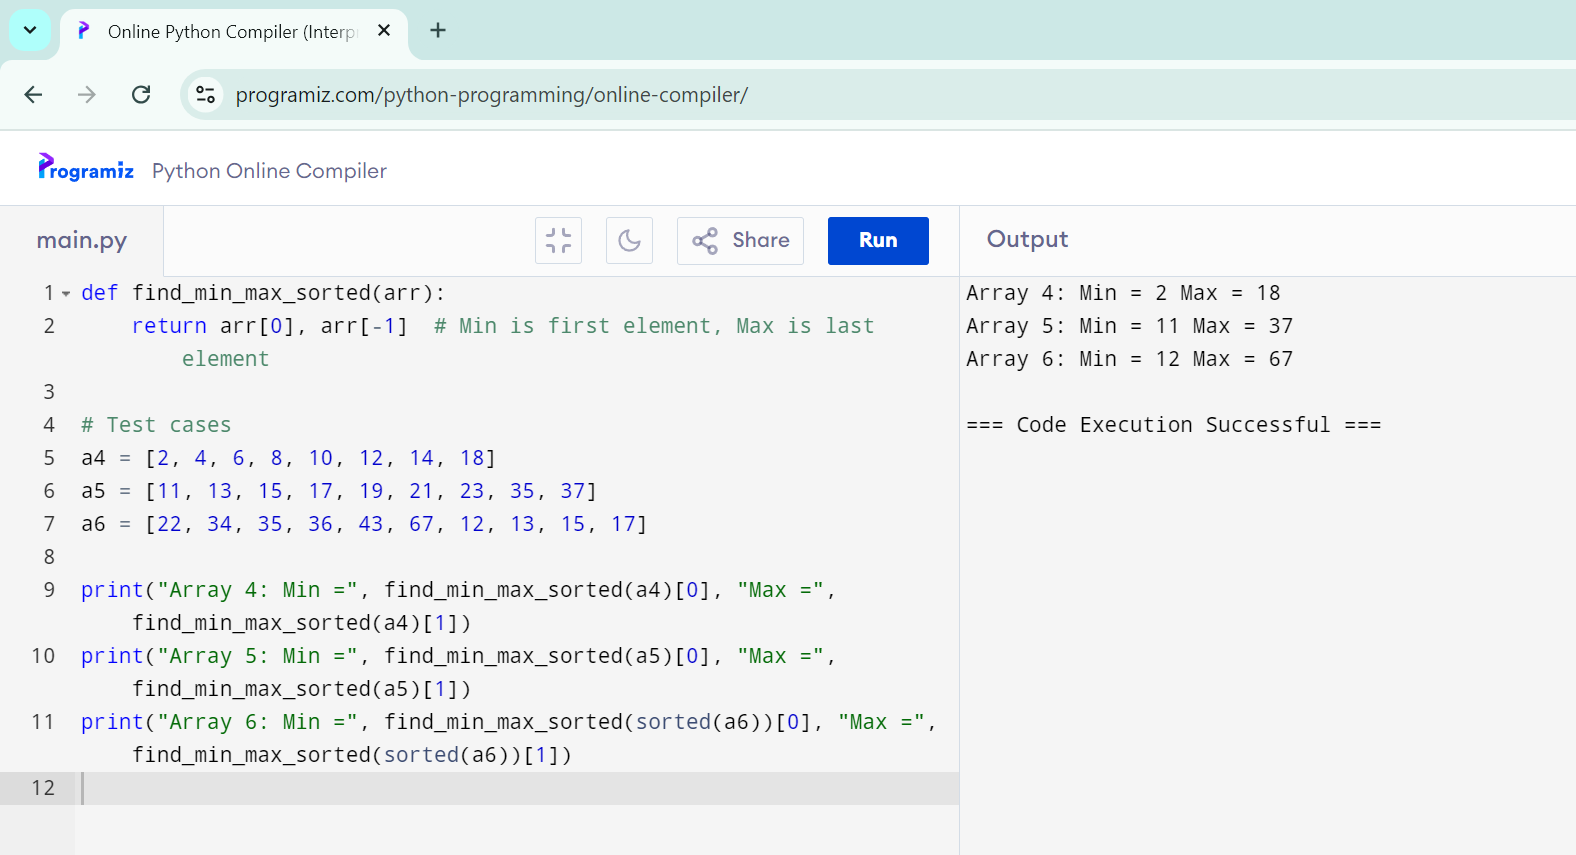 Online Python Compiler (Interp
programiz.com/python-programming/online-compiler/
Programiz Python Online Compiler
main.py
Share
Run
Output
1 def find_min_max_sorted(arr):
2 return arr[0], arr[-1]  # Min is first element, Max is last
element
3
4 # Test cases
5 a4 = [2, 4, 6, 8, 10, 12, 14, 18]
6 a5 = [11, 13, 15, 17, 19, 21, 23, 35, 37]
7 a6 = [22, 34, 35, 36, 43, 67, 12, 13, 15, 17]
8
9 print("Array 4: Min =", find_min_max_sorted(a4)[0], "Max =",
find_min_max_sorted(a4)[1])
10 print("Array 5: Min =", find_min_max_sorted(a5)[0], "Max =",
find_min_max_sorted(a5)[1])
11 print("Array 6: Min =", find_min_max_sorted(sorted(a6))[0], "Max =",
find_min_max_sorted(sorted(a6))[1])
12
Array 4: Min = 2 Max = 18
Array 5: Min = 11 Max = 37
Array 6: Min = 12 Max = 67
=== Code Execution Successful ===